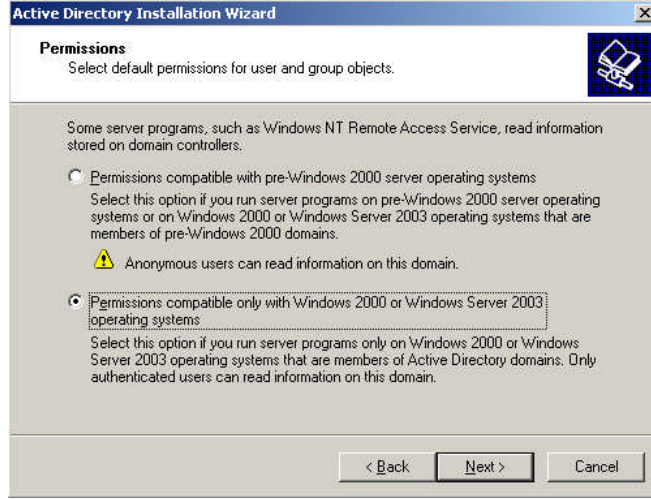 Active Directory Installation Wizard
Permissions
Select default permissions for user and group objects.
Some server programs, such as Windows NT Remote Access Service, read information
stored on domain controllers.
Permissions compatible with pre-Windows 2000 server operating systems
Select this option if you run server programs on pre-Windows 2000 server operating
systems or on Windows 2000 or Windows Server 2003 operating systems that are
members of pre-Windows 2000 domains.
Anonymous users can read information on this domain.
Permissions compatible only with Windows 2000 or Windows Server 2003
operating systems
Select this option if you run server programs only on Windows 2000 or Windows
Server 2003 operating systems that are members of Active Directory domains. Only
authenticated users can read information on this domain.
< Back Next > Cancel